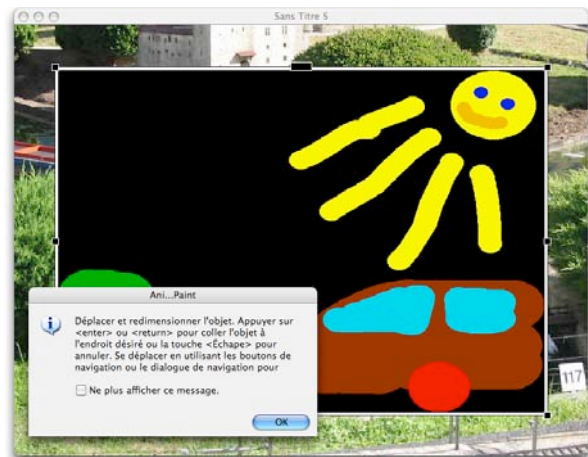 Sans Titre 5
Ani...Paint
Déplacer et redimensionner l'objet. Appuyer sur
<enter> ou <return> pour coller l'objet à
l'endroit désiré ou la touche <Échape> pour
annuler. Se déplacer en utilisant les boutons de
navigation ou le dialogue de navigation pour
Ne plus afficher ce message.
OK
117